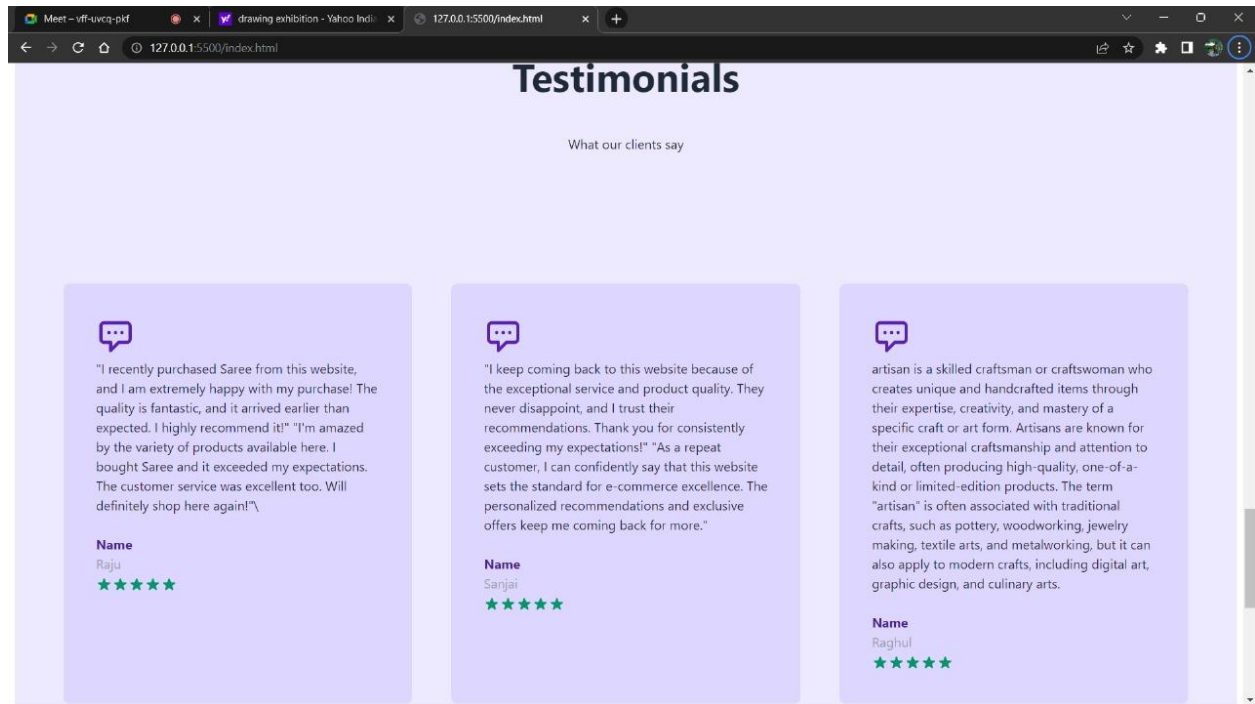 Meet – vff-uvcq-pkf
drawing exhibition - Yahoo Indi
127.0.0.1:5500/index.html
127.0.0.1:5500/index.html
Testimonials
What our clients say
"I recently purchased Saree from this website,
and I am extremely happy with my purchase! The
quality is fantastic, and it arrived earlier than
expected. I highly recommend it!" "I'm amazed
by the variety of products available here. I
bought Saree and it exceeded my expectations.
The customer service was excellent too. Will
definitely shop here again!"\
Name
Raju
"I keep coming back to this website because of
the exceptional service and product quality. They
never disappoint, and I trust their
recommendations. Thank you for consistently
exceeding my expectations!" "As a repeat
customer, I can confidently say that this website
sets the standard for e-commerce excellence. The
personalized recommendations and exclusive
offers keep me coming back for more."
Name
Sanjai
artisan is a skilled craftsman or craftswoman who
creates unique and handcrafted items through
their expertise, creativity, and mastery of a
specific craft or art form. Artisans are known for
their exceptional craftsmanship and attention to
detail, often producing high-quality, one-of-a-
kind or limited-edition products. The term
"artisan" is often associated with traditional
crafts, such as pottery, woodworking, jewelry
making, textile arts, and metalworking, but it can
also apply to modern crafts, including digital art,
graphic design, and culinary arts.
Name
Raghul